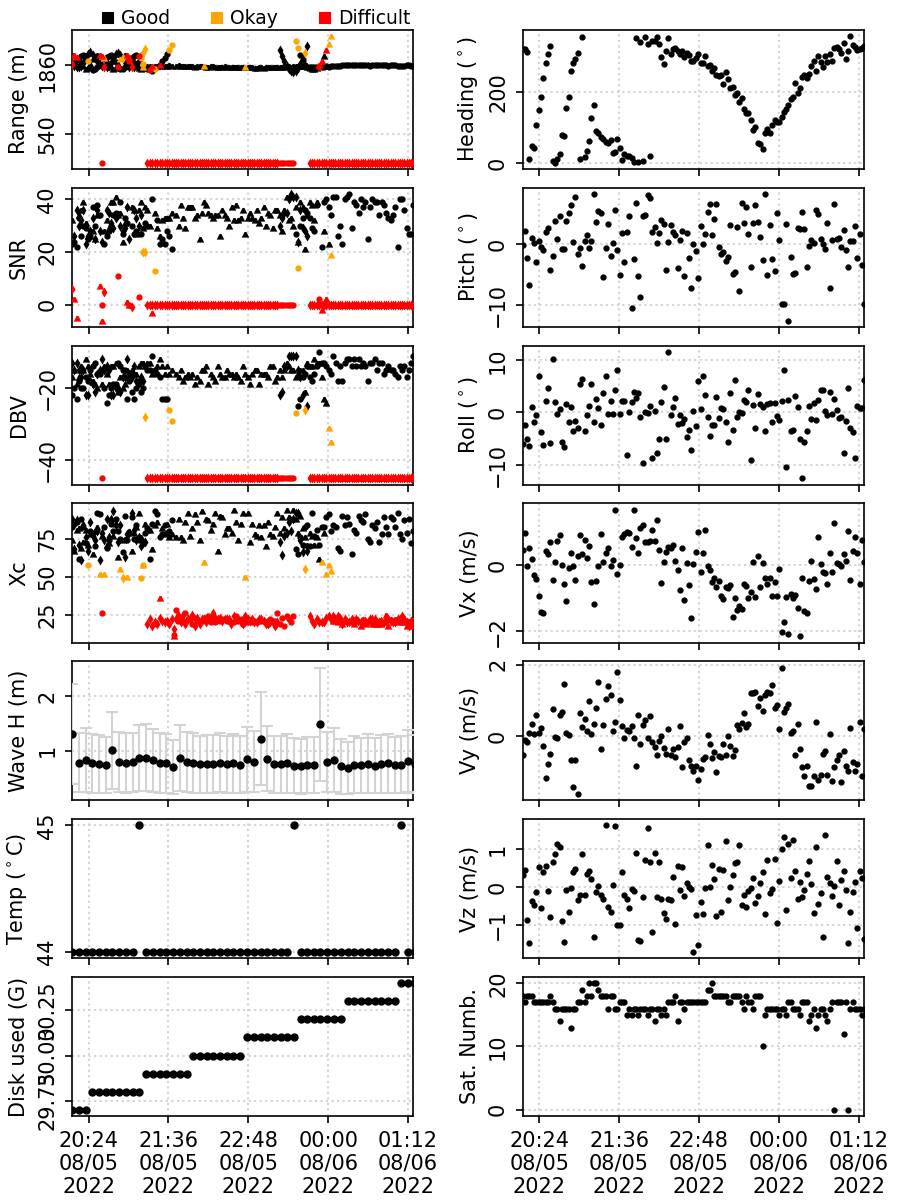 Good Okay Difficult
Range (m)
1860
540
Heading (°)
200
0
SNR
40
20
0
Pitch (°)
0
−10
DBV
−20
−40
Roll (°)
10
0
−10
Xc
75
50
25
Vx (m/s)
0
−2
Wave H (m)
2
1
Vy (m/s)
2
0
Temp (°C)
45
44
Vz (m/s)
1
0
−1
Disk used (G)
30.25
30.00
29.75
Sat. Numb.
20
10
0
20:24 21:36 22:48 00:00 01:12
08/05 08/05 08/05 08/06 08/06
2022 2022 2022 2022 2022
20:24 21:36 22:48 00:00 01:12
08/05 08/05 08/05 08/06 08/06
2022 2022 2022 2022 2022